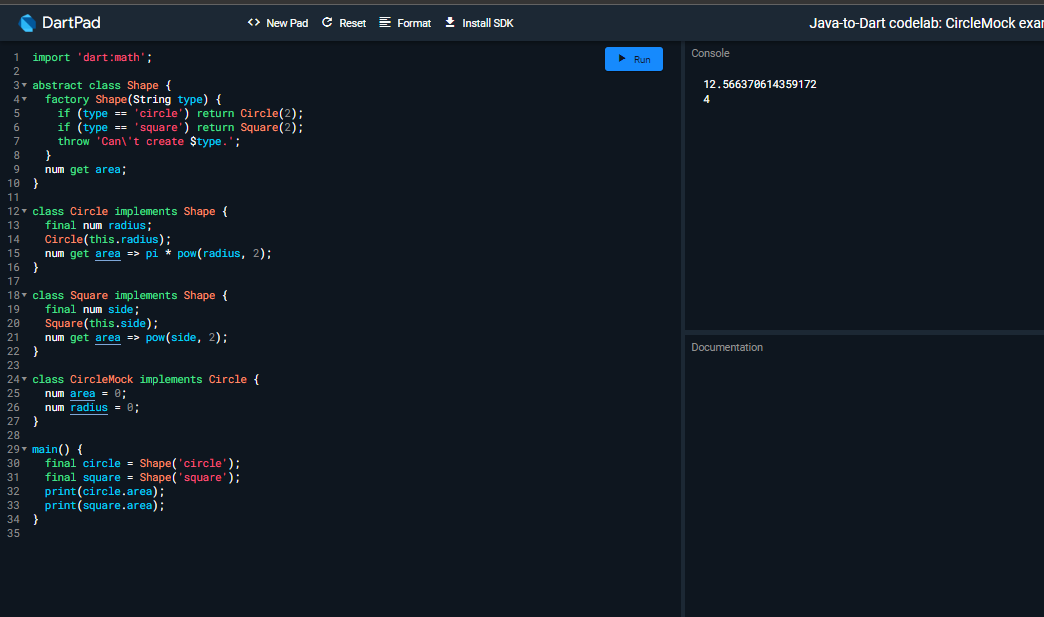 DartPad
<> New Pad Reset Format Install SDK
Java-to-Dart codelab: CircleMock exam
Run
1 import 'dart:math';
2
3 abstract class Shape {
4   factory Shape(String type) {
5     if (type == 'circle') return Circle(2);
6     if (type == 'square') return Square(2);
7     throw 'Can\'t create $type.';
8   }
9   num get area;
10 }
11
12 class Circle implements Shape {
13   final num radius;
14   Circle(this.radius);
15   num get area => pi * pow(radius, 2);
16 }
17
18 class Square implements Shape {
19   final num side;
20   Square(this.side);
21   num get area => pow(side, 2);
22 }
23
24 class CircleMock implements Circle {
25   num area = 0;
26   num radius = 0;
27 }
28
29 main() {
30   final circle = Shape('circle');
31   final square = Shape('square');
32   print(circle.area);
33   print(square.area);
34 }
35
Console
12.566370614359172
4
Documentation